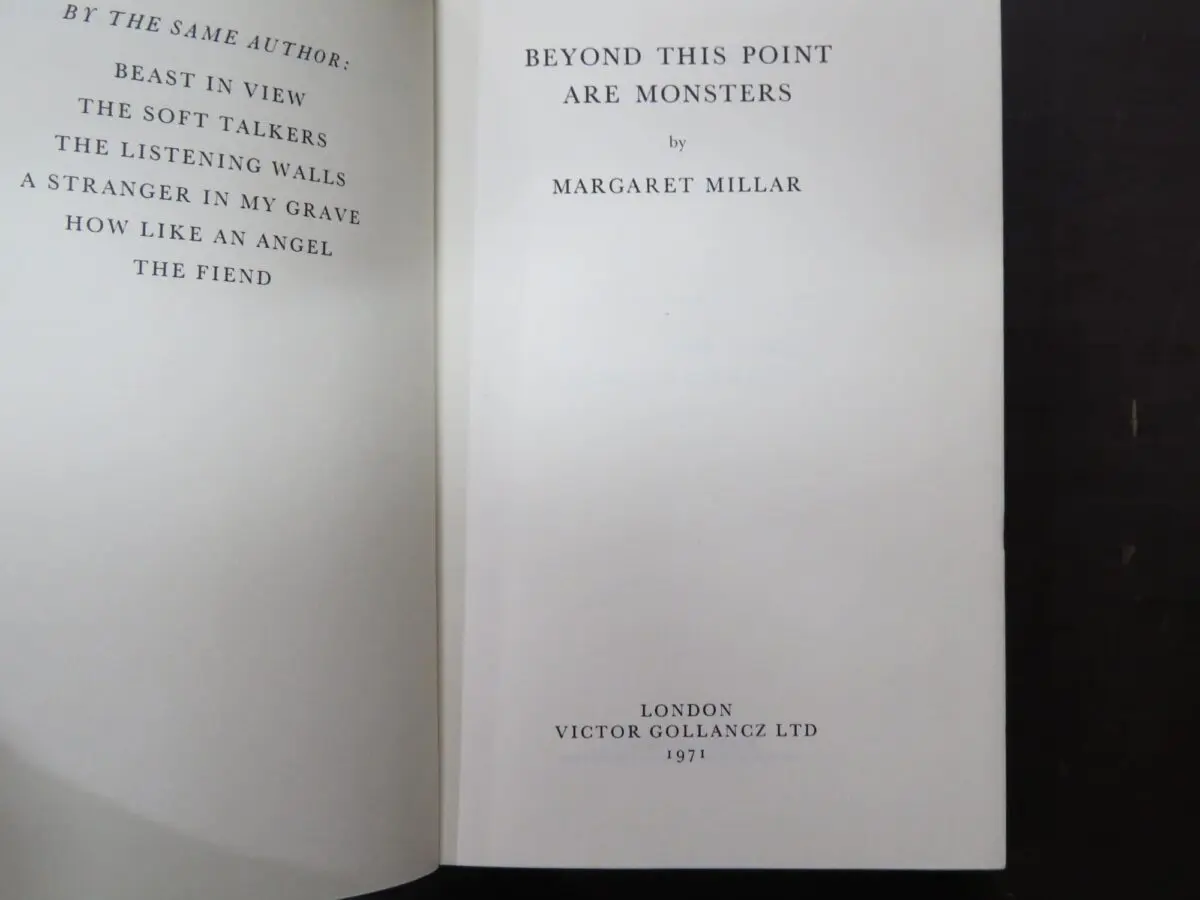 BY THE SAME AUTHOR:
BEAST IN VIEW
THE SOFT TALKERS
THE LISTENING WALLS
A STRANGER IN MY GRAVE
HOW LIKE AN ANGEL
THE FIEND
BEYOND THIS POINT
ARE MONSTERS
by
MARGARET MILLAR
LONDON
VICTOR GOLLANCZ LTD
1971